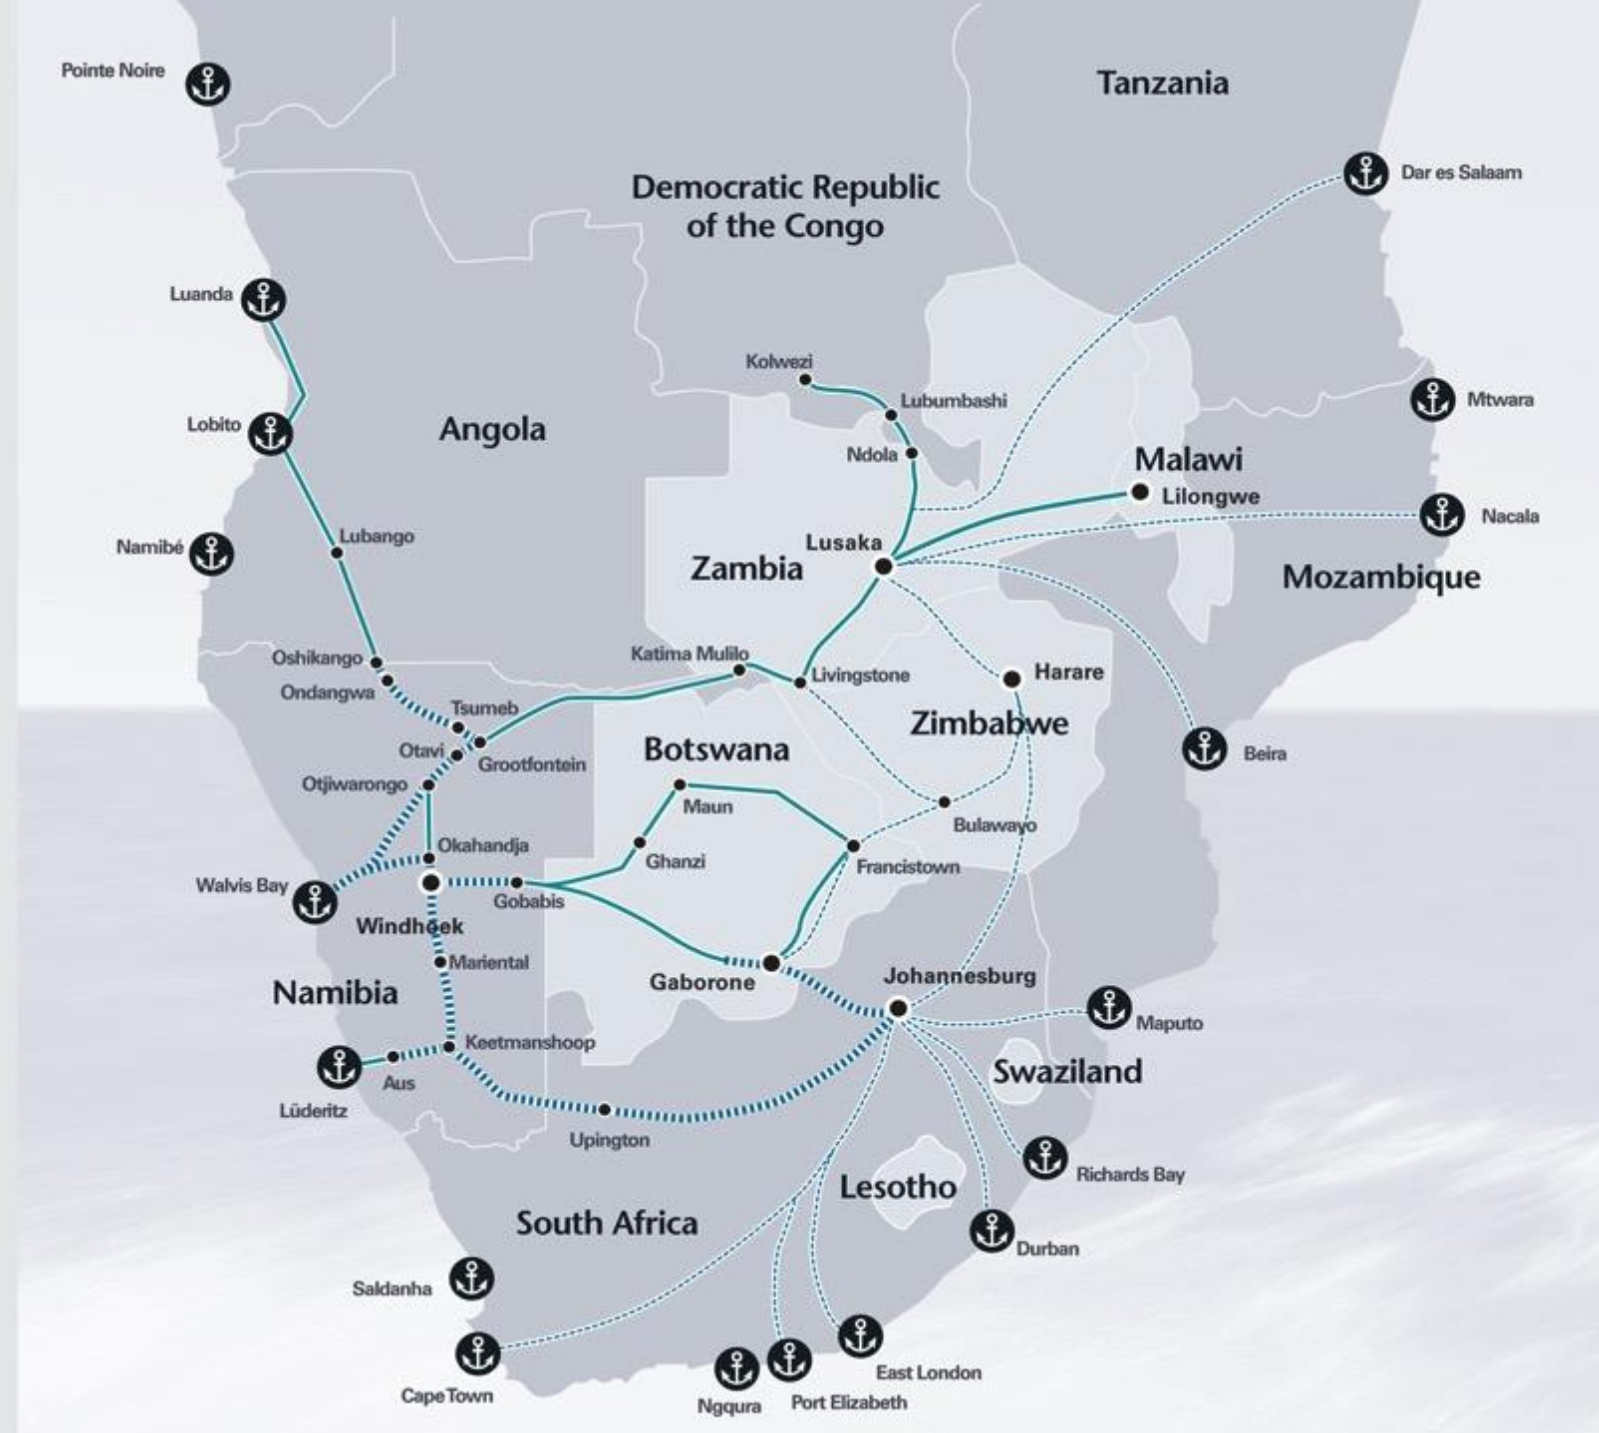 Pointe Noire
Tanzania
Dar es Salaam
Democratic Republic
of the Congo
Luanda
Kolwezi
Lubumbashi
Mtwara
Lobito
Angola
Ndola
Malawi
Lilongwe
Nacala
Namibé
Lubango
Lusaka
Zambia
Mozambique
Oshikango
Katima Mulilo
Livingstone
Harare
Ondangwa
Tsumeb
Zimbabwe
Otavi
Grootfontein
Botswana
Beira
Otjiwarongo
Maun
Bulawayo
Okahandja
Ghanzi
Francistown
Walvis Bay
Gobabis
Windhoek
Mariental
Gaborone
Johannesburg
Namibia
Maputo
Keetmanshoop
Swaziland
Aus
Lüderitz
Upington
Richards Bay
Lesotho
South Africa
Durban
Saldanha
East London
Cape Town
Ngqura
Port Elizabeth